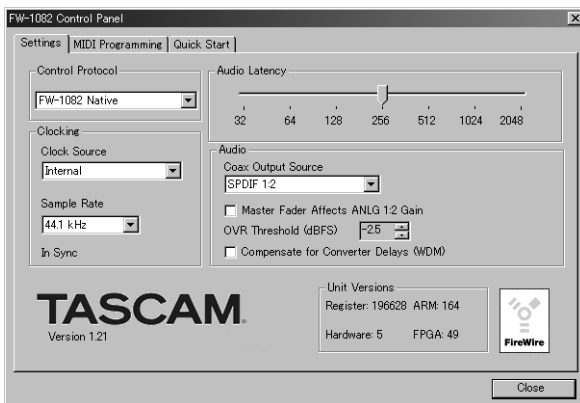 FW-1082 Control Panel
Settings MIDI Programming Quick Start
Control Protocol
FW-1082 Native
Clocking
Clock Source
Internal
Sample Rate
44.1 kHz
In Sync
Audio Latency
32 64 128 256 512 1024 2048
Audio
Coax Output Source
SPDIF 1:2
Master Fader Affects ANLG 1:2 Gain
OVR Threshold (dBFS) -2.5
Compensate for Converter Delays (WDM)
TASCAM.
Version 1.21
Unit Versions
Register: 196628 ARM: 164
Hardware: 5 FPGA: 49
FireWire
Close